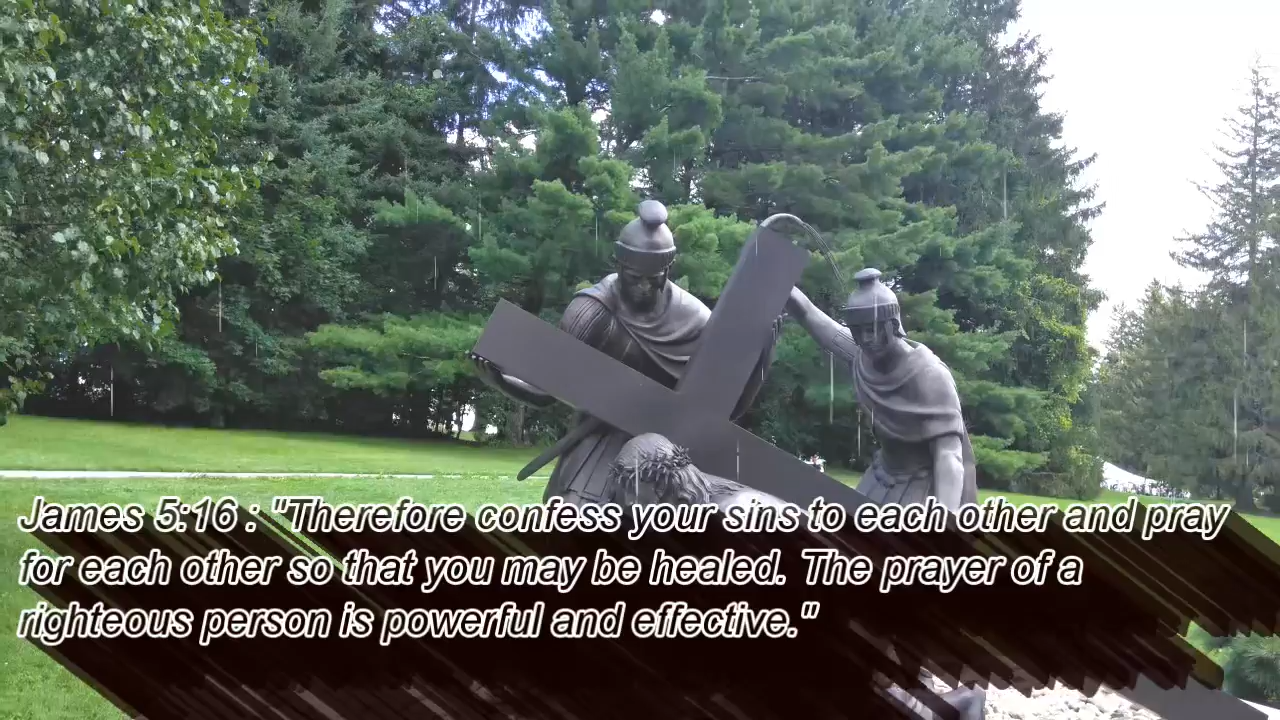 James 5:16 : "Therefore confess your sins to each other and pray
for each other so that you may be healed. The prayer of a
righteous person is powerful and effective."